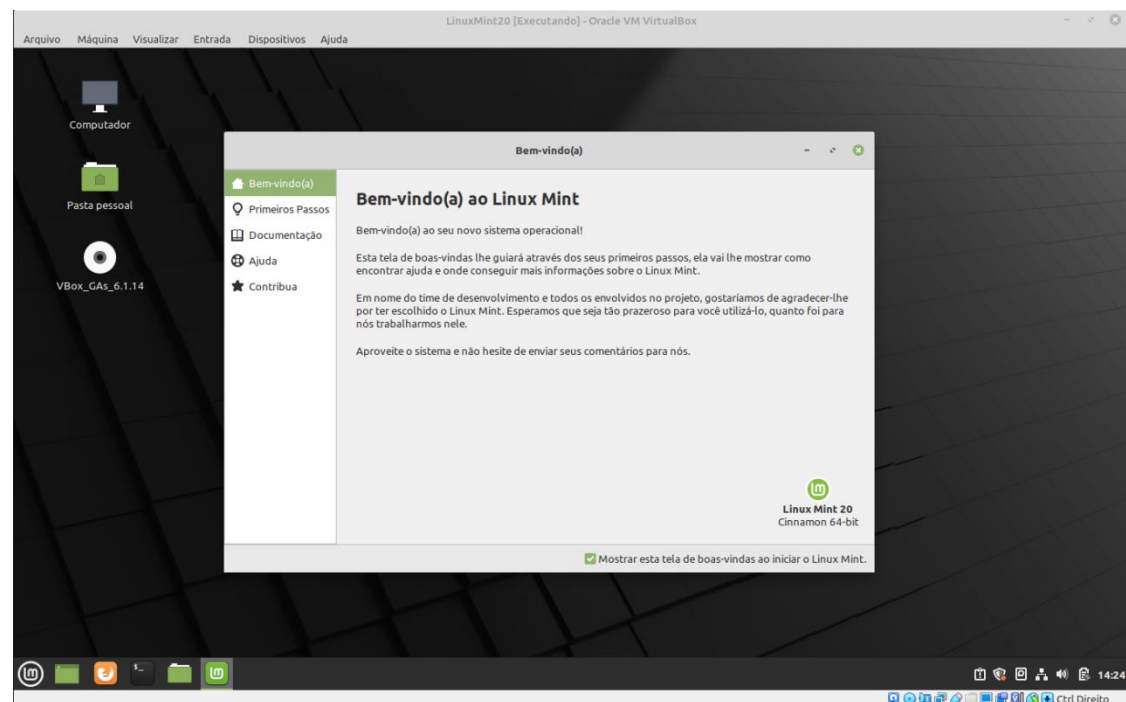 LinuxMint20 [Executando] - Oracle VM VirtualBox
Arquivo Máquina Visualizar Entrada Dispositivos Ajuda
Computador
Pasta pessoal
VBox_GAs_6.1.14
Bem-vindo(a)
Bem-vindo(a)
Primeiros Passos
Documentação
Ajuda
Contribua
Bem-vindo(a) ao Linux Mint
Bem-vindo(a) ao seu novo sistema operacional!
Esta tela de boas-vindas lhe guiará através dos seus primeiros passos, ela vai lhe mostrar como
encontrar ajuda e onde conseguir mais informações sobre o Linux Mint.
Em nome do time de desenvolvimento e todos os envolvidos no projeto, gostaríamos de agradecer-lhe
por ter escolhido o Linux Mint. Esperamos que seja tão prazeroso para você utilizá-lo, quanto foi para
nós trabalharmos nele.
Aproveite o sistema e não hesite de enviar seus comentários para nós.
Linux Mint 20
Cinnamon 64-bit
Mostrar esta tela de boas-vindas ao iniciar o Linux Mint.
14:24
Ctrl Direito